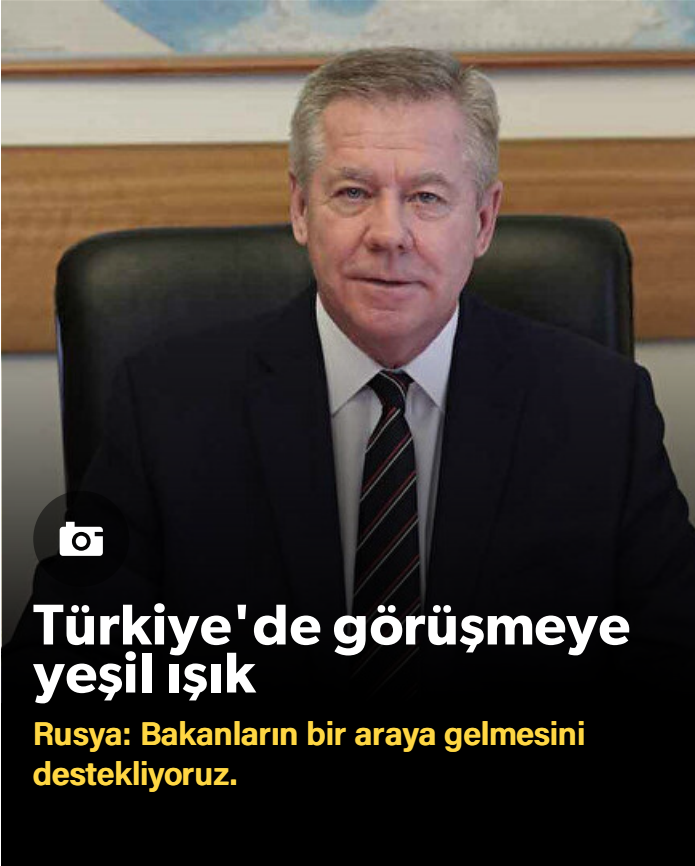 Türkiye'de görüşmeye
yeşil ışık
Rusya: Bakanların bir araya gelmesini
destekliyoruz.